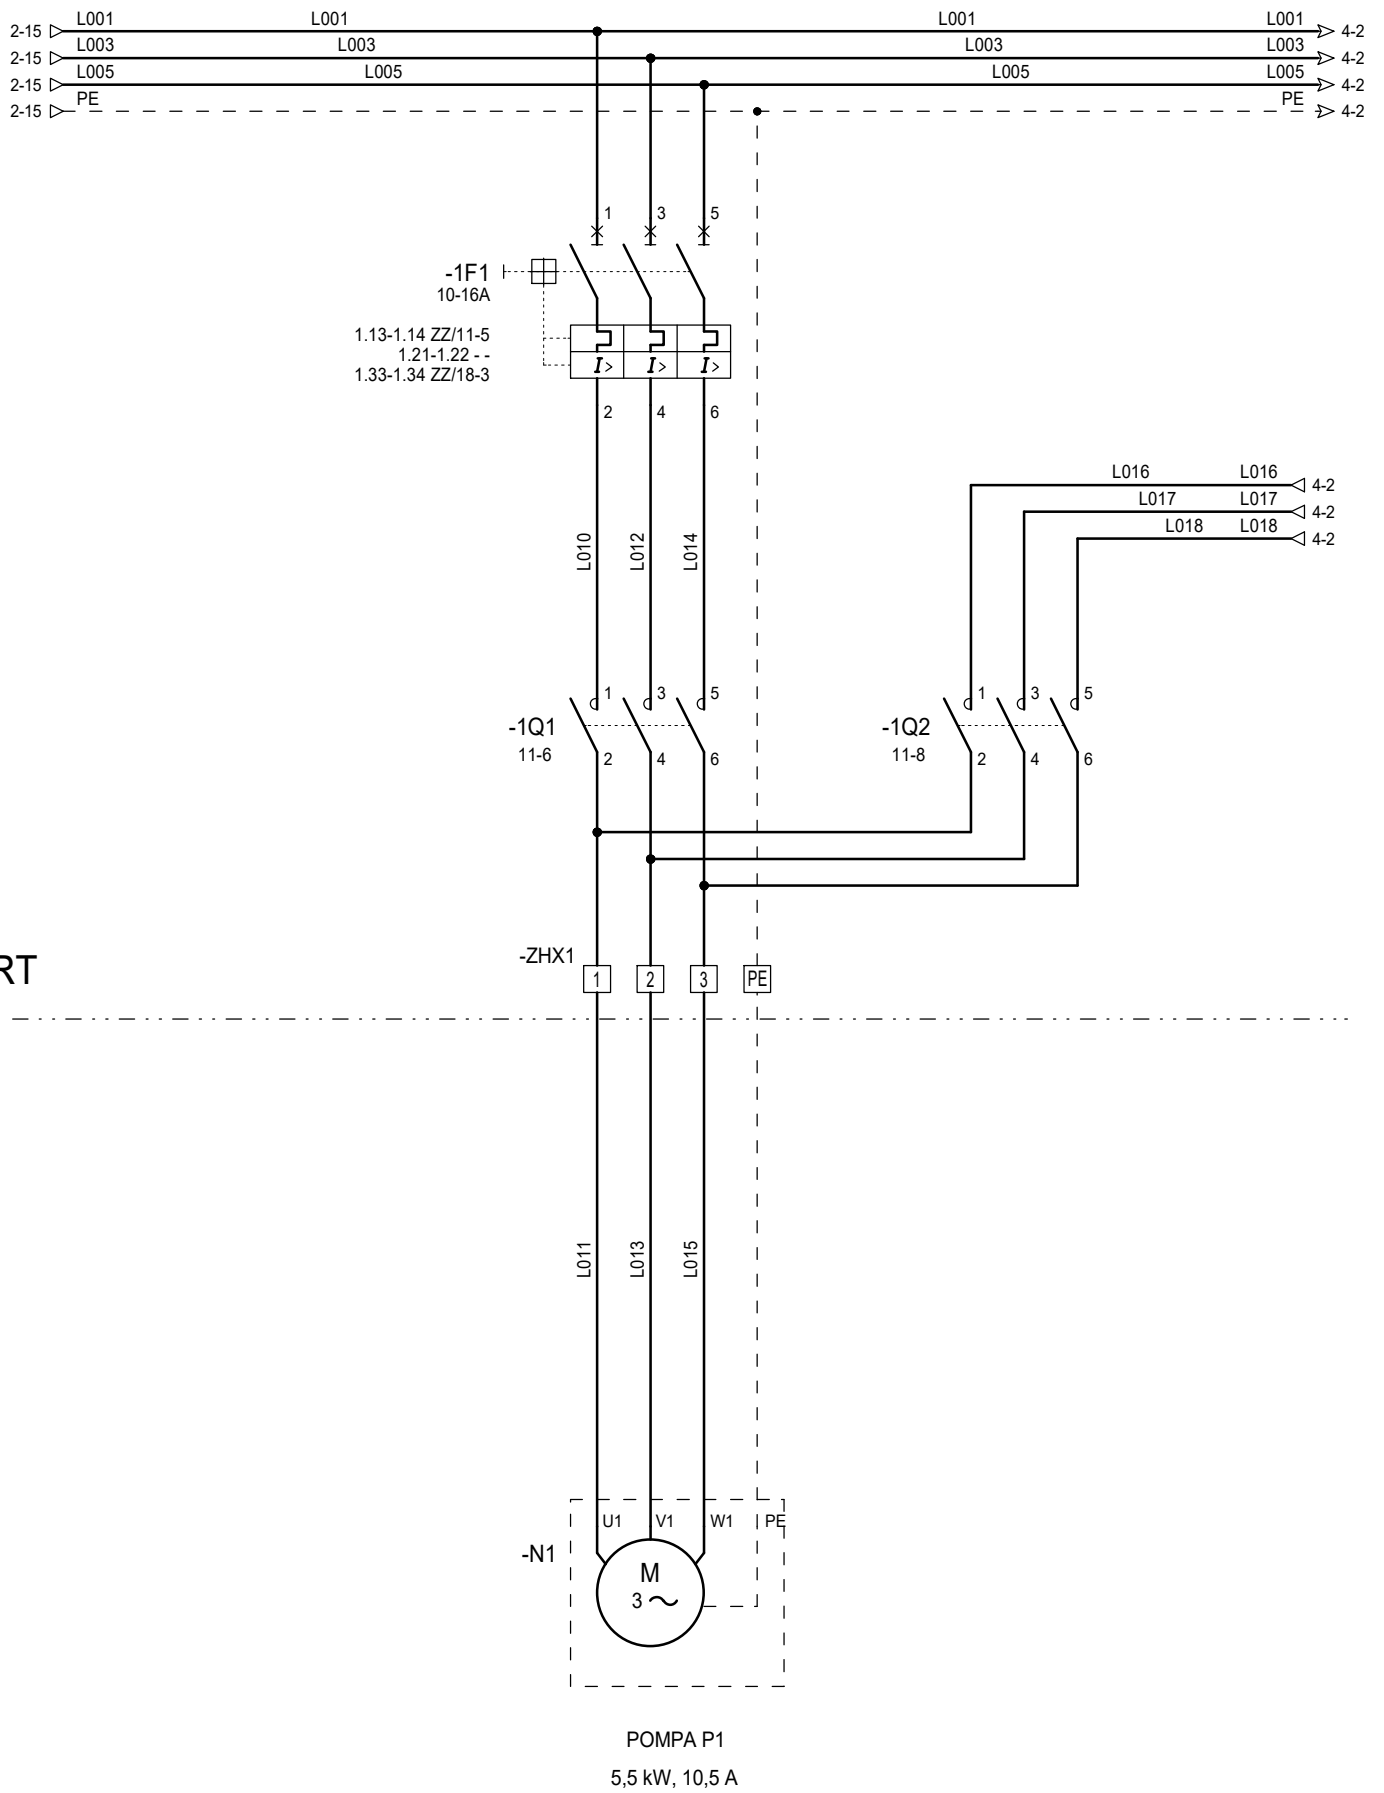 L001 L001 L001 L001
2-15 4-2
L003 L003 L003 L003
2-15 4-2
L005 L005 L005 L005
2-15 4-2
PE PE
2-15 4-2
1 3 5
-1F1
10-16A
1.13-1.14 ZZ/11-5
1.21-1.22 - -
1.33-1.34 ZZ/18-3
I> I> I>
2 4 6
L016 L016 4-2
L017 L017 4-2
L018 L018 4-2
L010 L012 L014
1 3 5
-1Q1
11-6
2 4 6
1 3 5
-1Q2
11-8
2 4 6
-ZHX1
1 2 3 PE
RT
L011 L013 L015
U1 V1 W1 PE
-N1
M
3 ~
POMPA P1
5,5 kW, 10,5 A